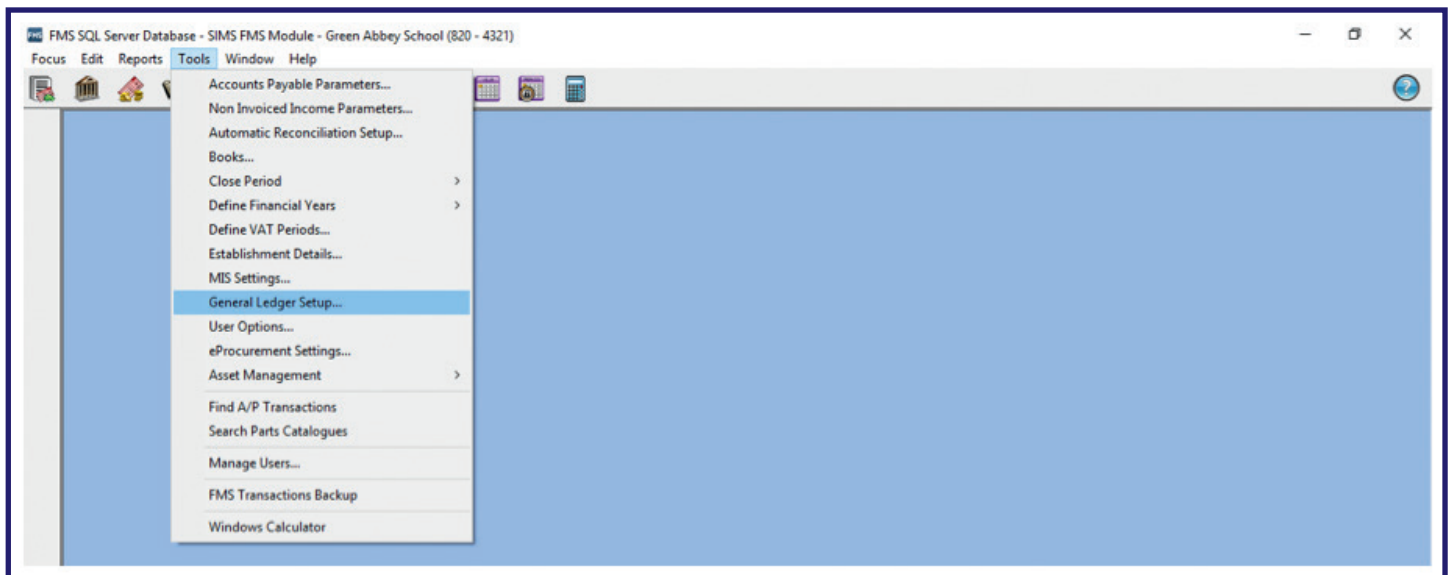 FMS FMS SQL Server Database - SIMS FMS Module - Green Abbey School (820 - 4321)
Focus Edit Reports Tools Window Help
Accounts Payable Parameters...
Non Invoiced Income Parameters...
Automatic Reconciliation Setup...
Books...
Close Period
Define Financial Years
Define VAT Periods...
Establishment Details...
MIS Settings...
General Ledger Setup...
User Options...
eProcurement Settings...
Asset Management
Find A/P Transactions
Search Parts Catalogues
Manage Users...
FMS Transactions Backup
Windows Calculator